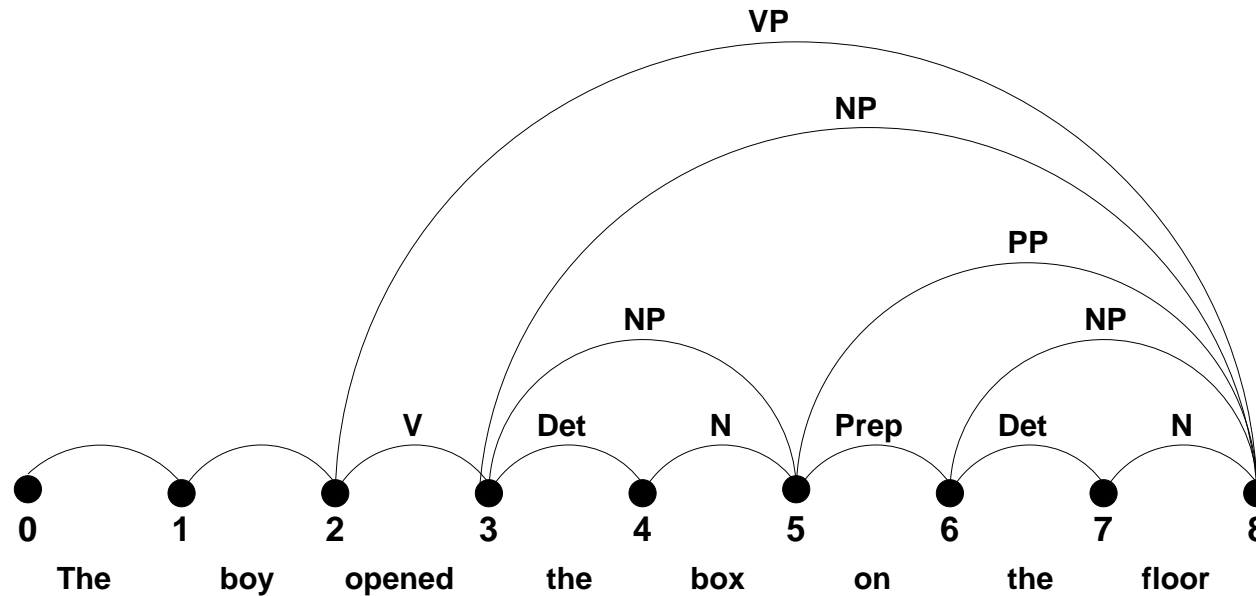 VP
NP
PP
NP NP
V Det N Prep Det N
0 1 2 3 4 5 6 7 8
The boy opened the box on the floor